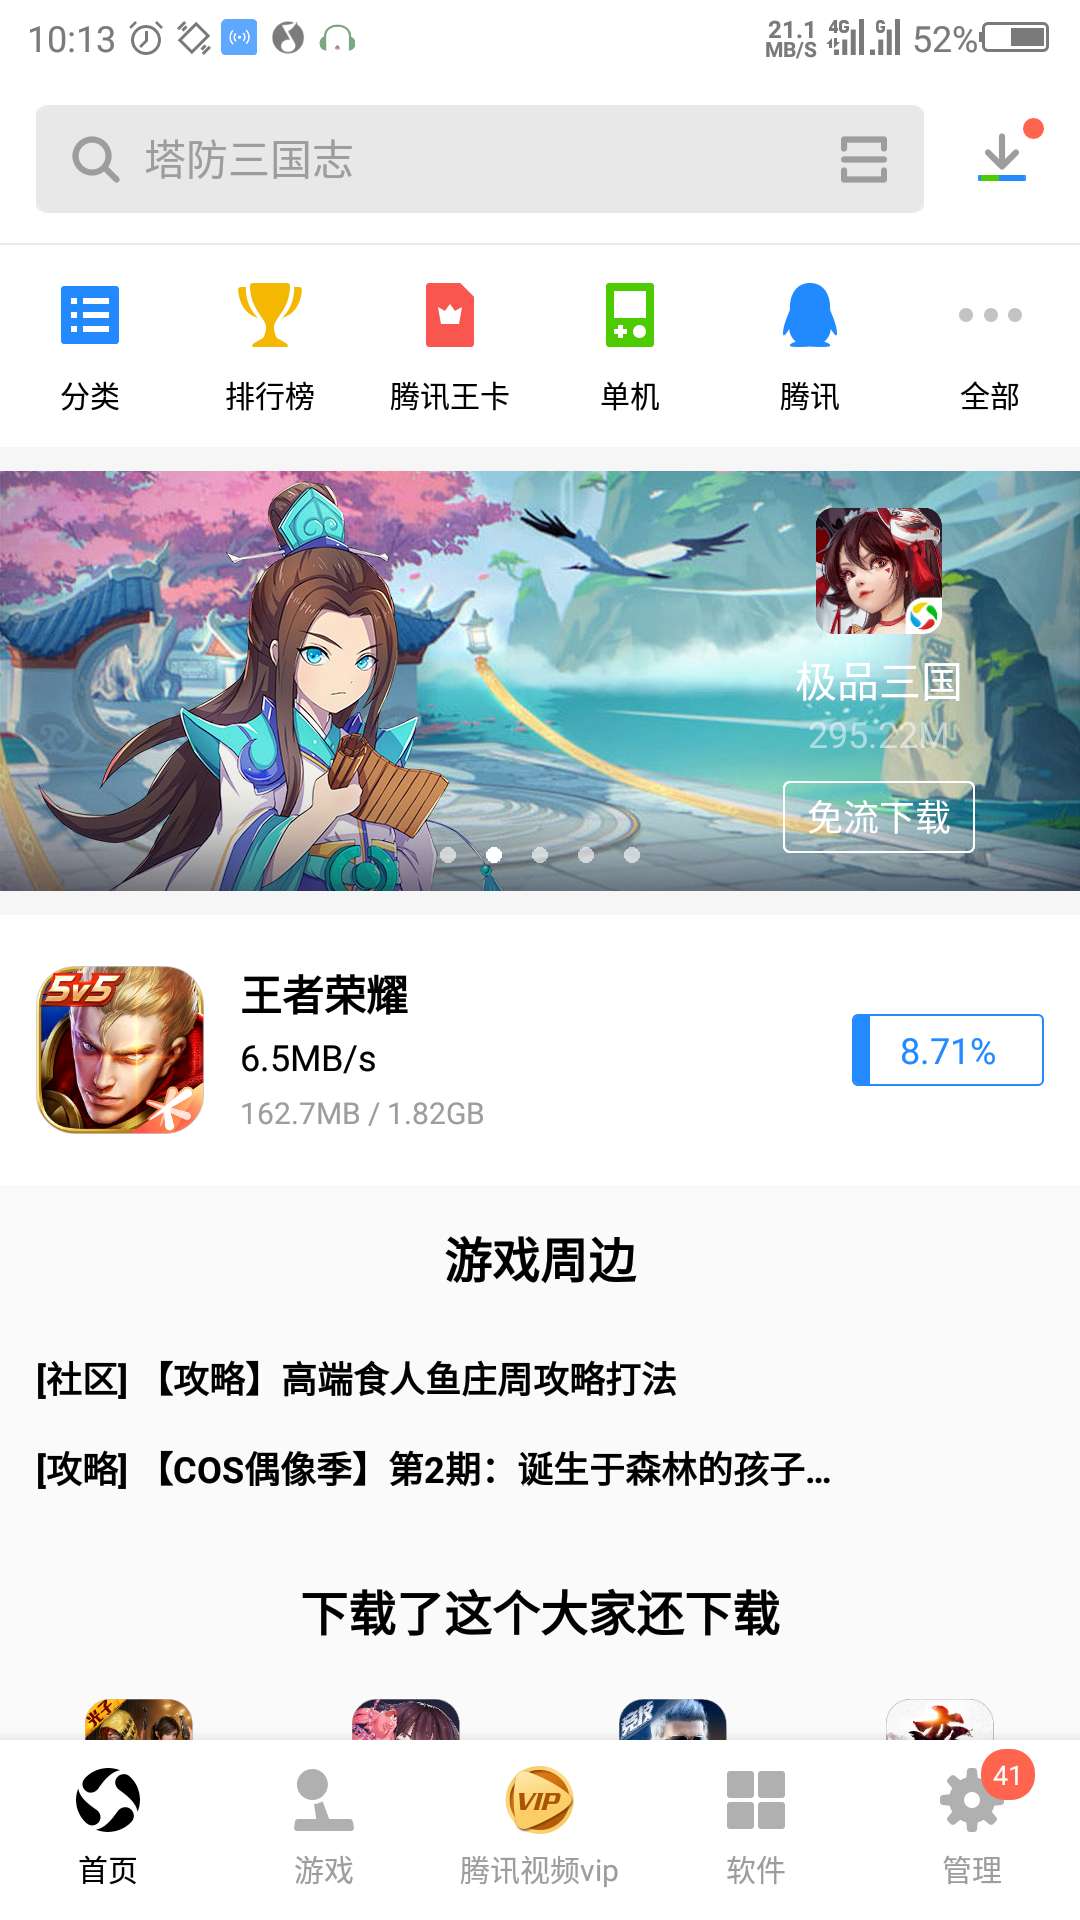 10:13
21.1 MB/S
4G
G
52%
塔防三国志
分类
排行榜
腾讯王卡
单机
腾讯
全部
极品三国
295.22M
免流下载
5v5
王者荣耀
6.5MB/s
162.7MB / 1.82GB
8.71%
游戏周边
[社区] 【攻略】高端食人鱼庄周攻略打法
[攻略] 【COS偶像季】第2期：诞生于森林的孩子...
下载了这个大家还下载
光子
竞技
VIP
41
首页
游戏
腾讯视频vip
软件
管理